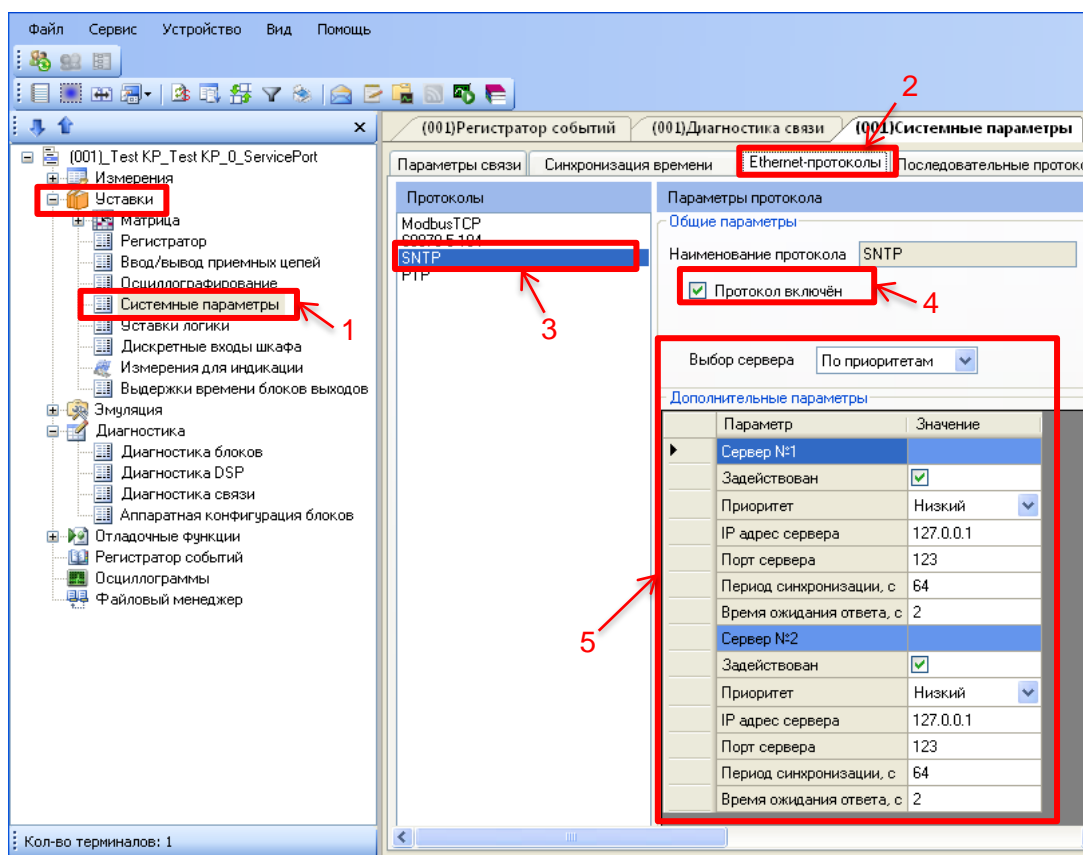 Файл Сервис Устройство Вид Помощь
2
(001)Регистратор событий (001)Диагностика связи (001)Системные параметры
(001)_Test KP_Test KP_0_ServicePort
Измерения
Уставки
Матрица
Регистратор
Ввод/вывод приемных цепей
Осциллографирование
Системные параметры
1
Уставки логики
Дискретные входы шкафа
Измерения для индикации
Выдержки времени блоков выходов
Эмуляция
Диагностика
Диагностика блоков
Диагностика DSP
Диагностика связи
Аппаратная конфигурация блоков
Отладочные функции
Регистратор событий
Осциллограммы
Файловый менеджер
Кол-во терминалов: 1
Параметры связи Синхронизация времени Ethernet-протоколы Последовательные проток
Протоколы
ModbusTCP
SNTP
PTP
3
Параметры протокола
Общие параметры
Наименование протокола SNTP
Протокол включён
4
Выбор сервера По приоритетам
Дополнительные параметры
Параметр Значение
Сервер №1
Задействован
Приоритет Низкий
IP адрес сервера 127.0.0.1
Порт сервера 123
Период синхронизации, с 64
Время ожидания ответа, с 2
5
Сервер №2
Задействован
Приоритет Низкий
IP адрес сервера 127.0.0.1
Порт сервера 123
Период синхронизации, с 64
Время ожидания ответа, с 2